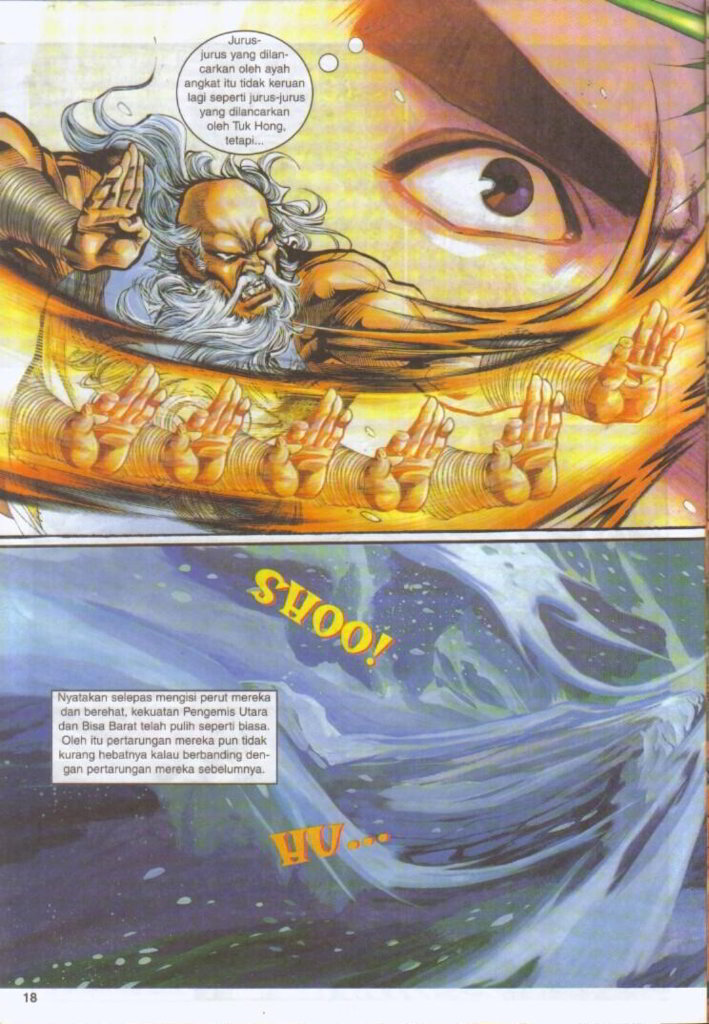 Jurus-
jurus yang dilan-
carkan oleh ayah
angkat itu tidak keruan
lagi seperti jurus-jurus
yang dilancarkan
oleh Tuk Hong,
tetapi...
SHOO!
Nyatakan selepas mengisi perut mereka
dan berehat, kekuatan Pengemis Utara
dan Bisa Barat telah pulih seperti biasa.
Oleh itu pertarungan mereka pun tidak
kurang hebatnya kalau berbanding den-
gan pertarungan mereka sebelumnya.
HU...
18